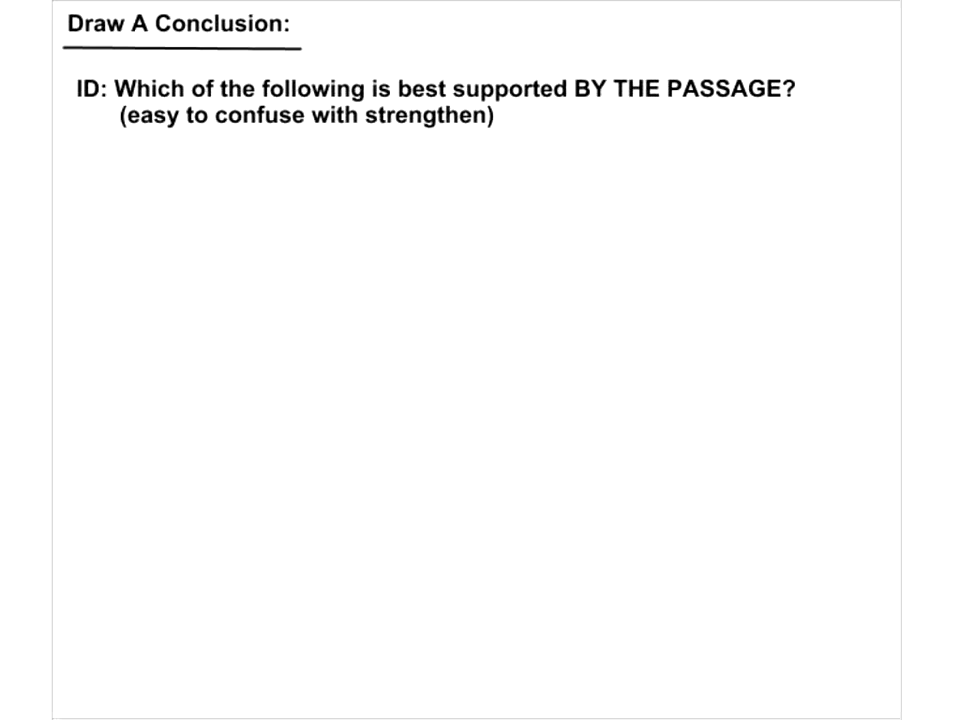 Draw A Conclusion:
ID: Which of the following is best supported BY THE PASSAGE?
(easy to confuse with strengthen)